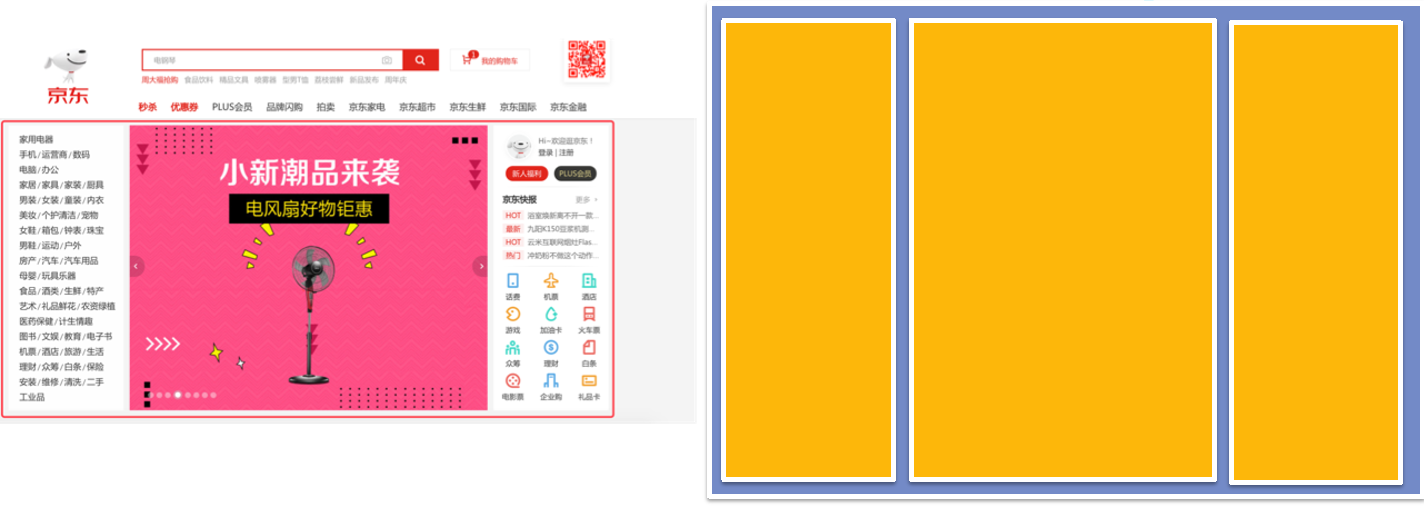 京东
电钢琴
1
我的购物车
周大福抢购 食品饮料 精品文具 喷雾器 型男T恤 荔枝尝鲜 新品发布 周年庆
秒杀 优惠券 PLUS会员 品牌闪购 拍卖 京东家电 京东超市 京东生鲜 京东国际 京东金融
家用电器
手机/运营商/数码
电脑/办公
家居/家具/家装/厨具
男装/女装/童装/内衣
美妆/个护清洁/宠物
女鞋/箱包/钟表/珠宝
男鞋/运动/户外
房产/汽车/汽车用品
母婴/玩具乐器
食品/酒类/生鲜/特产
艺术/礼品鲜花/农资绿植
医药保健/计生情趣
图书/文娱/教育/电子书
机票/酒店/旅游/生活
理财/众筹/白条/保险
安装/维修/清洗/二手
工业品
小新潮品来袭
电风扇好物钜惠
Hi~欢迎逛京东！
登录 | 注册
新人福利 PLUS会员
京东快报 更多
HOT 浴室焕新离不开一款...
最新 九阳K150豆浆机测...
HOT 云米互联网烟灶Flas...
热门 冲奶粉不做这个动作...
话费 机票 酒店
游戏 加油卡 火车票
众筹 理财 白条
电影票 企业购 礼品卡